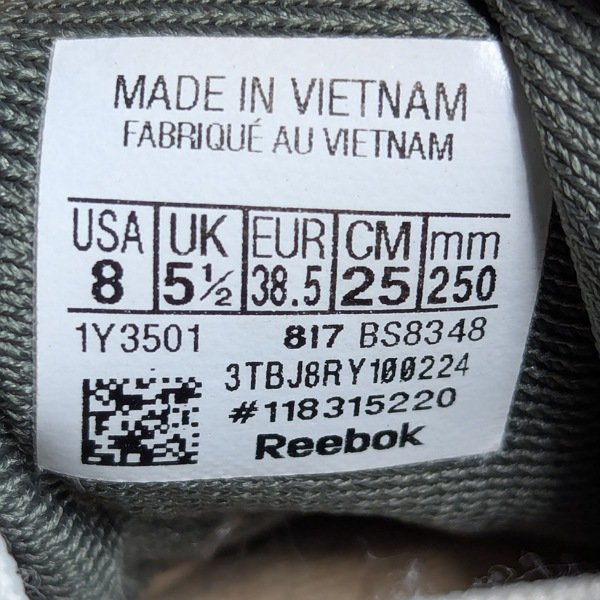 MADE IN VIETNAM
FABRIQUÉ AU VIETNAM
USA UK EUR CM mm
8 5½ 38.5 25 250
1Y3501 817 BS8348
3TBJ8RY100224
#118315220
Reebok